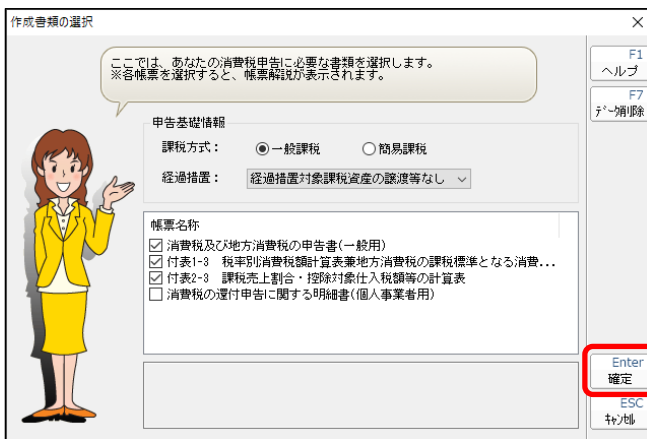 作成書類の選択
ここでは、あなたの消費税申告に必要な書類を選択します。
※各帳票を選択すると、帳票解説が表示されます。
申告基礎情報
課税方式： 一般課税 簡易課税
経過措置： 経過措置対象課税資産の譲渡等なし
帳票名称
消費税及び地方消費税の申告書(一般用)
付表1-3 税率別消費税額計算表兼地方消費税の課税標準となる消費...
付表2-3 課税売上割合・控除対象仕入税額等の計算表
消費税の還付申告に関する明細書(個人事業者用)
F1
ヘルプ
F7
ﾃﾞｰﾀ削除
Enter
確定
ESC
ｷｬﾝｾﾙ